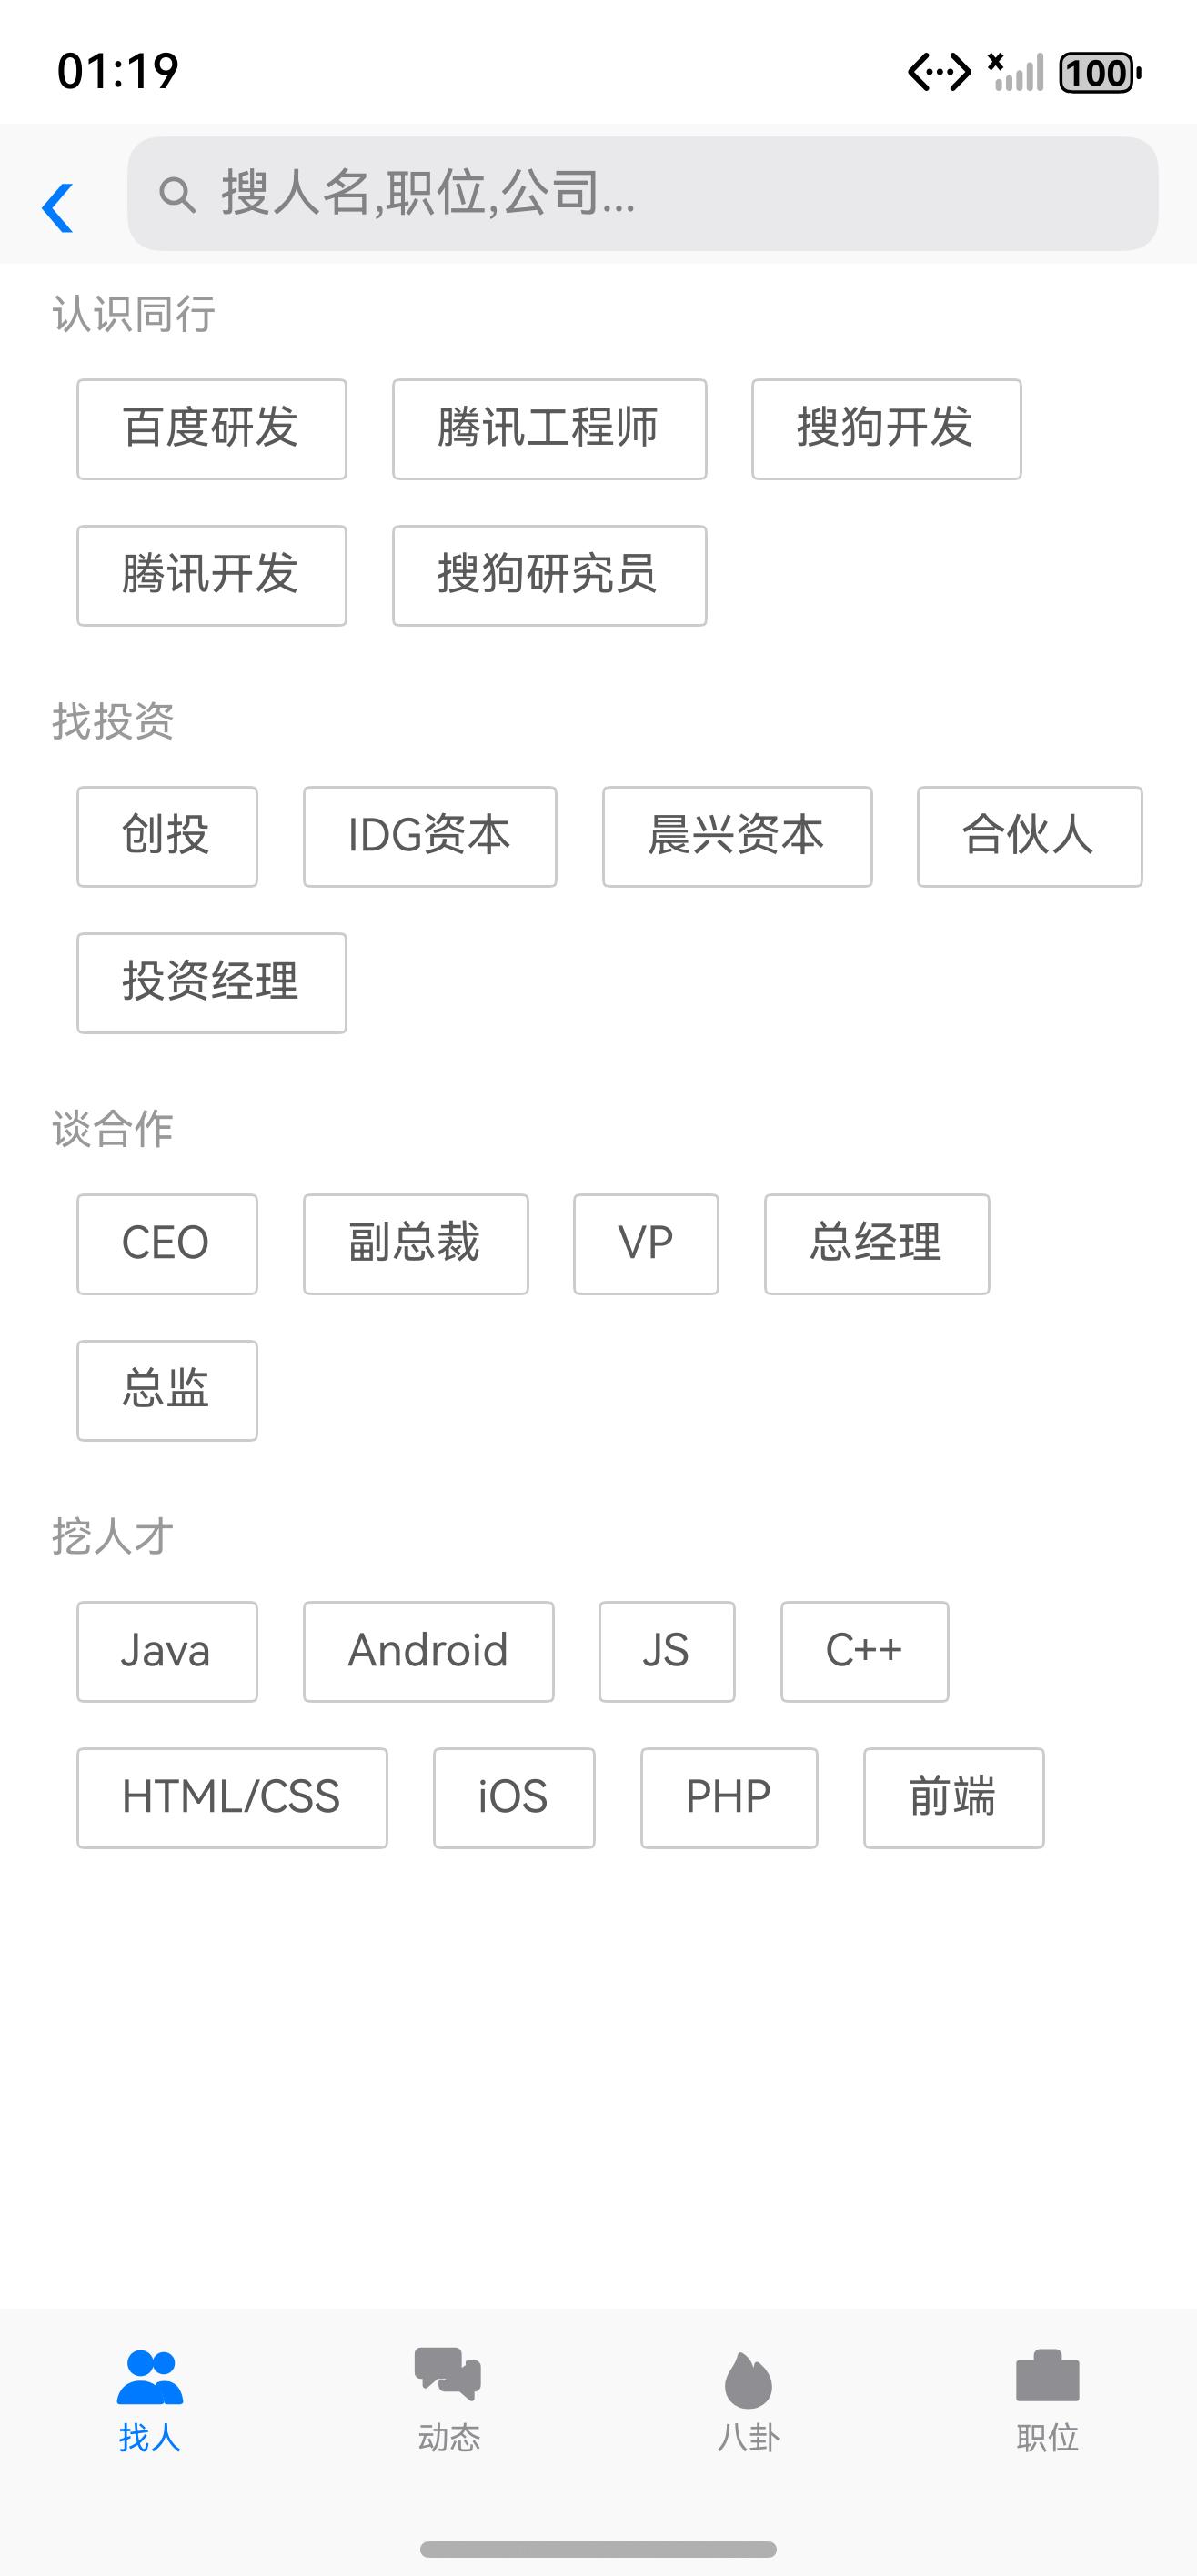 01:19
100
搜人名,职位,公司...
认识同行
百度研发 腾讯工程师 搜狗开发
腾讯开发 搜狗研究员
找投资
创投 IDG资本 晨兴资本 合伙人
投资经理
谈合作
CEO 副总裁 VP 总经理
总监
挖人才
Java Android JS C++
HTML/CSS iOS PHP 前端
找人 动态 八卦 职位